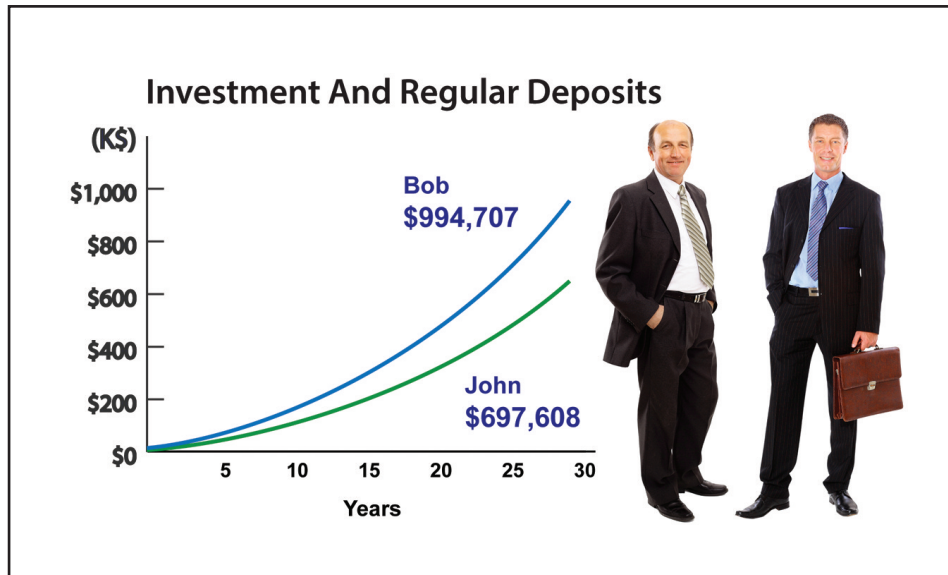 Investment And Regular Deposits
(K$)
$1,000
$800
$600
$400
$200
$0
Bob
$994,707
John
$697,608
5 10 15 20 25 30
Years